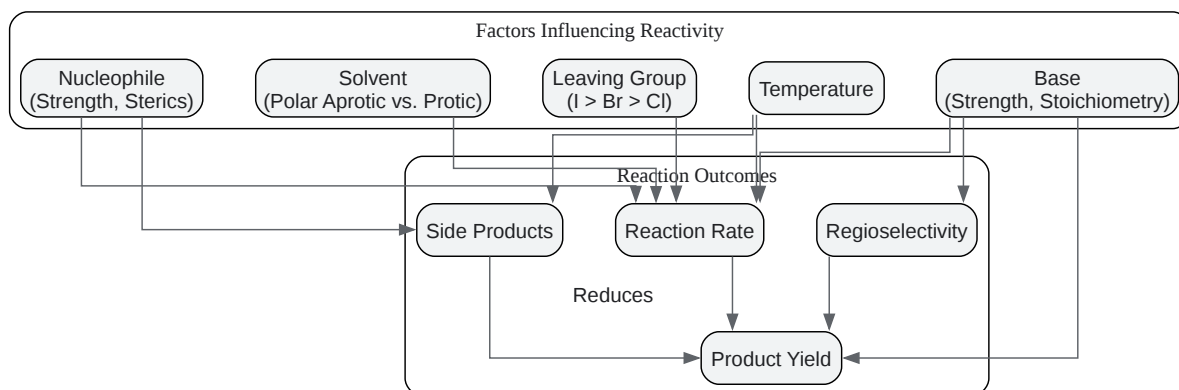 Factors Influencing Reactivity
Nucleophile
(Strength, Sterics)
Solvent
(Polar Aprotic vs. Protic)
Leaving Group
(I > Br > Cl)
Temperature
Base
(Strength, Stoichiometry)
Reaction Outcomes
Side Products
Reaction Rate
Regioselectivity
Reduces
Product Yield